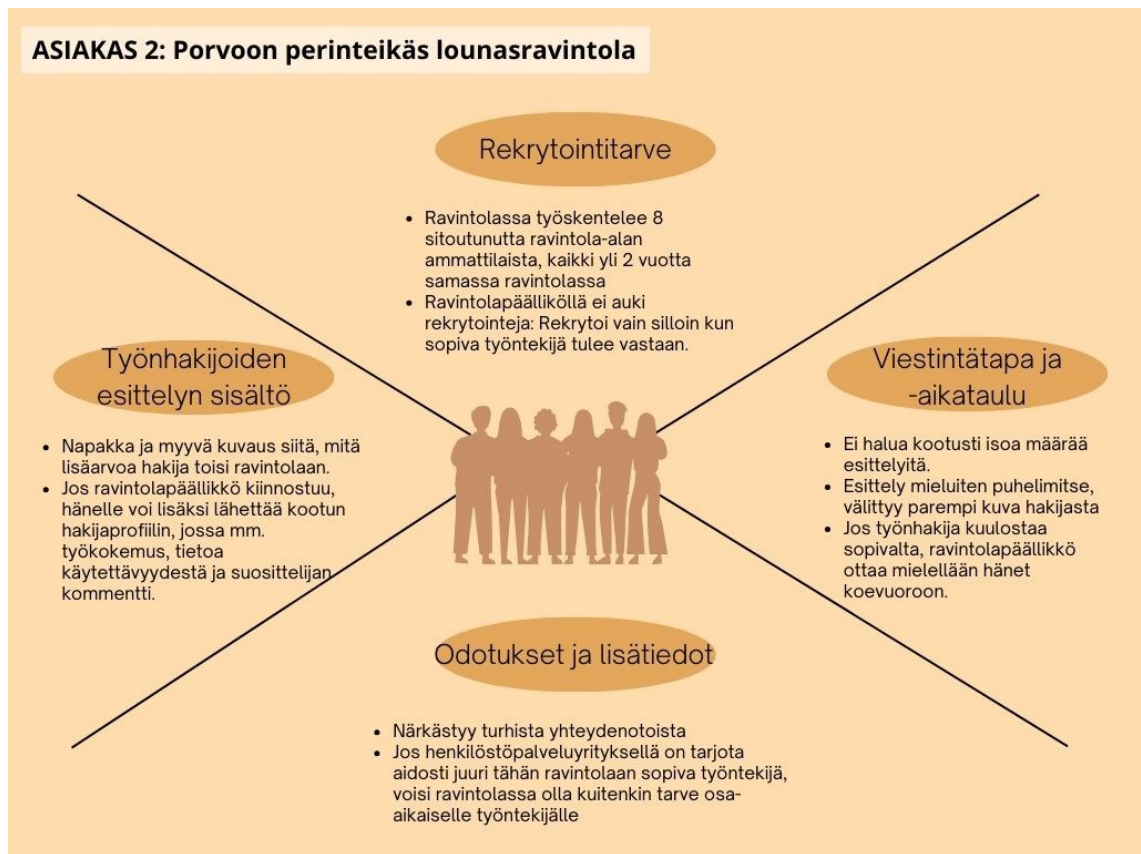 ASIAKAS 2: Porvoon perinteikäs lounasravintola
Rekrytointitarve
• Ravintolassa työskentelee 8
sitoutunutta ravintola-alan
ammattilaista, kaikki yli 2 vuotta
samassa ravintolassa
• Ravintolapäälliköllä ei auki
rekrytointeja: Rekrytoi vain silloin kun
sopiva työntekijä tulee vastaan.
Työnhakijoiden
esittelyn sisältö
• Napakka ja myyvä kuvaus siitä, mitä
lisäarvoa hakija toisi ravintolaan.
• Jos ravintolapäällikkö kiinnostuu,
hänelle voi lisäksi lähettää kootun
hakijaprofiilin, jossa mm.
työkokemus, tietoa
käytettävyydestä ja suosittelijan
kommentti.
Viestintätapa ja
-aikataulu
• Ei halua kootusti isoa määrää
esittelyitä.
• Esittely mieluiten puhelimitse,
välittyy parempi kuva hakijasta
• Jos työnhakija kuulostaa
sopivalta, ravintolapäällikkö
ottaa mielellään hänet
koevuoroon.
Odotukset ja lisätiedot
• Närkästyy turhista yhteydenotoista
• Jos henkilöstöpalveluyrityksellä on tarjota
aidosti juuri tähän ravintolaan sopiva työntekijä,
voisi ravintolassa olla kuitenkin tarve osa-
aikaiselle työntekijälle